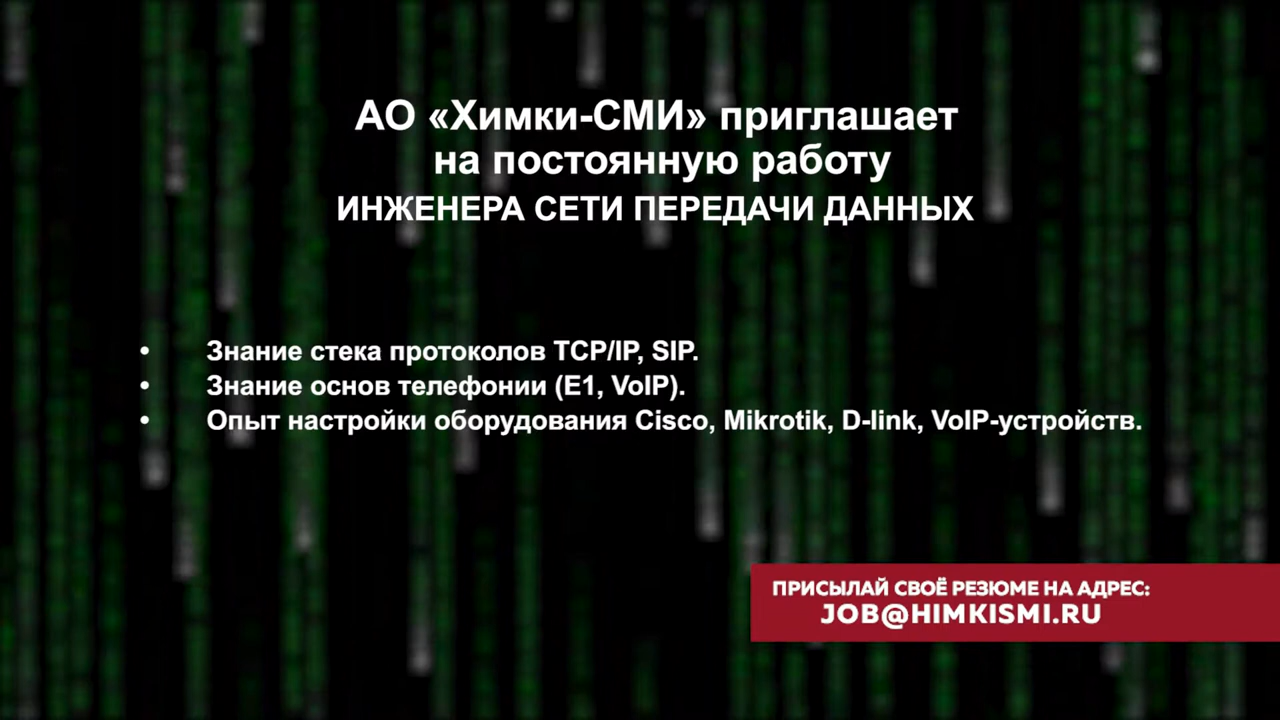 АО «Химки-СМИ» приглашает
на постоянную работу
ИНЖЕНЕРА СЕТИ ПЕРЕДАЧИ ДАННЫХ
• Знание стека протоколов TCP/IP, SIP.
• Знание основ телефонии (E1, VoIP).
• Опыт настройки оборудования Cisco, Mikrotik, D-link, VoIP-устройств.
ПРИСЫЛАЙ СВОЁ РЕЗЮМЕ НА АДРЕС:
JOB@HIMKISMI.RU